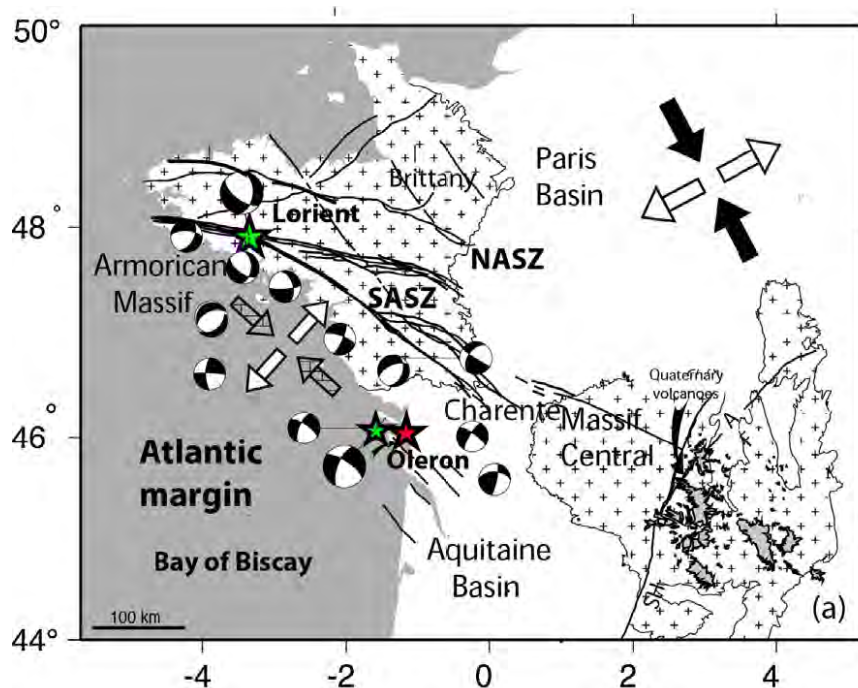 50°
48°
46°
44°
-4
-2
0
2
4
Paris
Basin
Brittany
Lorient
NASZ
Armorican
Massif
SASZ
Quaternary
volcanoes
Charente
Massif
Central
Oleron
Atlantic
margin
Aquitaine
Basin
Bay of Biscay
100 km
SHF
(a)